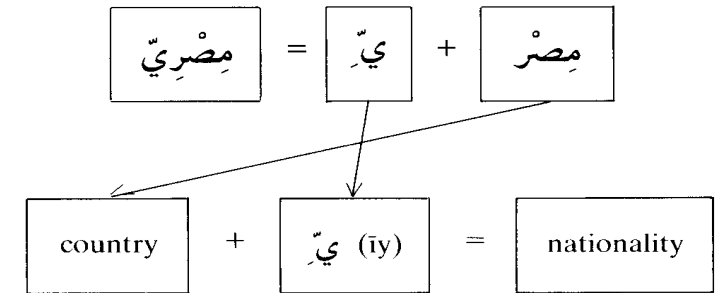 مِصْر + يِّ = مِصْرِيّ
country + يِّ (īy) = nationality